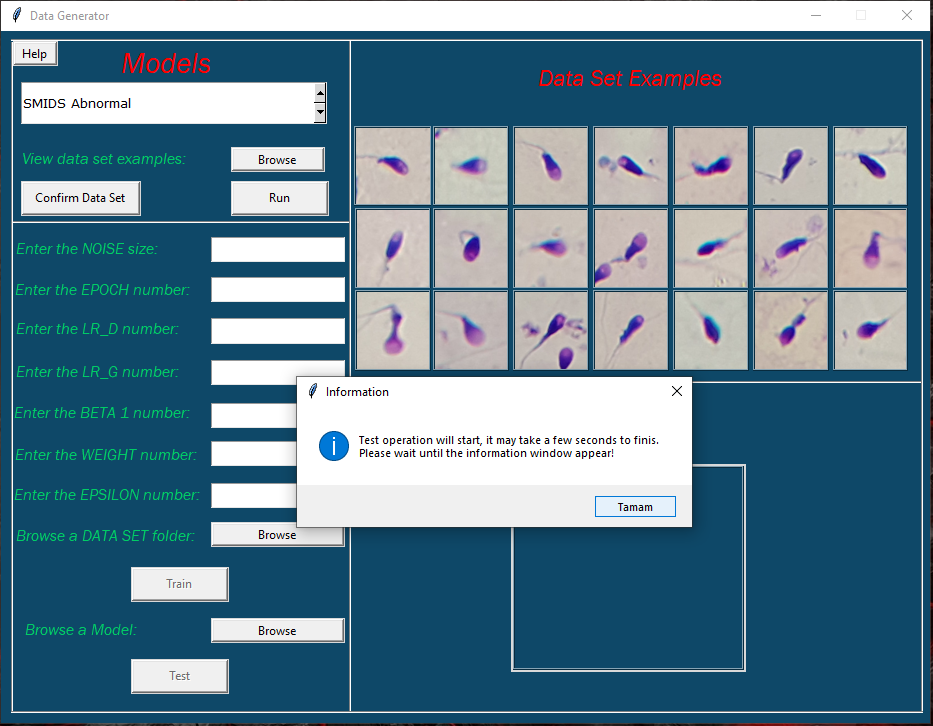 Data Generator
Help
Models
SMIDS Abnormal
View data set examples:
Browse
Confirm Data Set
Run
Enter the NOISE size:
Enter the EPOCH number:
Enter the LR_D number:
Enter the LR_G number:
Enter the BETA 1 number:
Enter the WEIGHT number:
Enter the EPSILON number:
Browse a DATA SET folder:
Browse
Train
Browse a Model:
Browse
Test
Data Set Examples
Information
Test operation will start, it may take a few seconds to finis.
Please wait until the information window appear!
Tamam